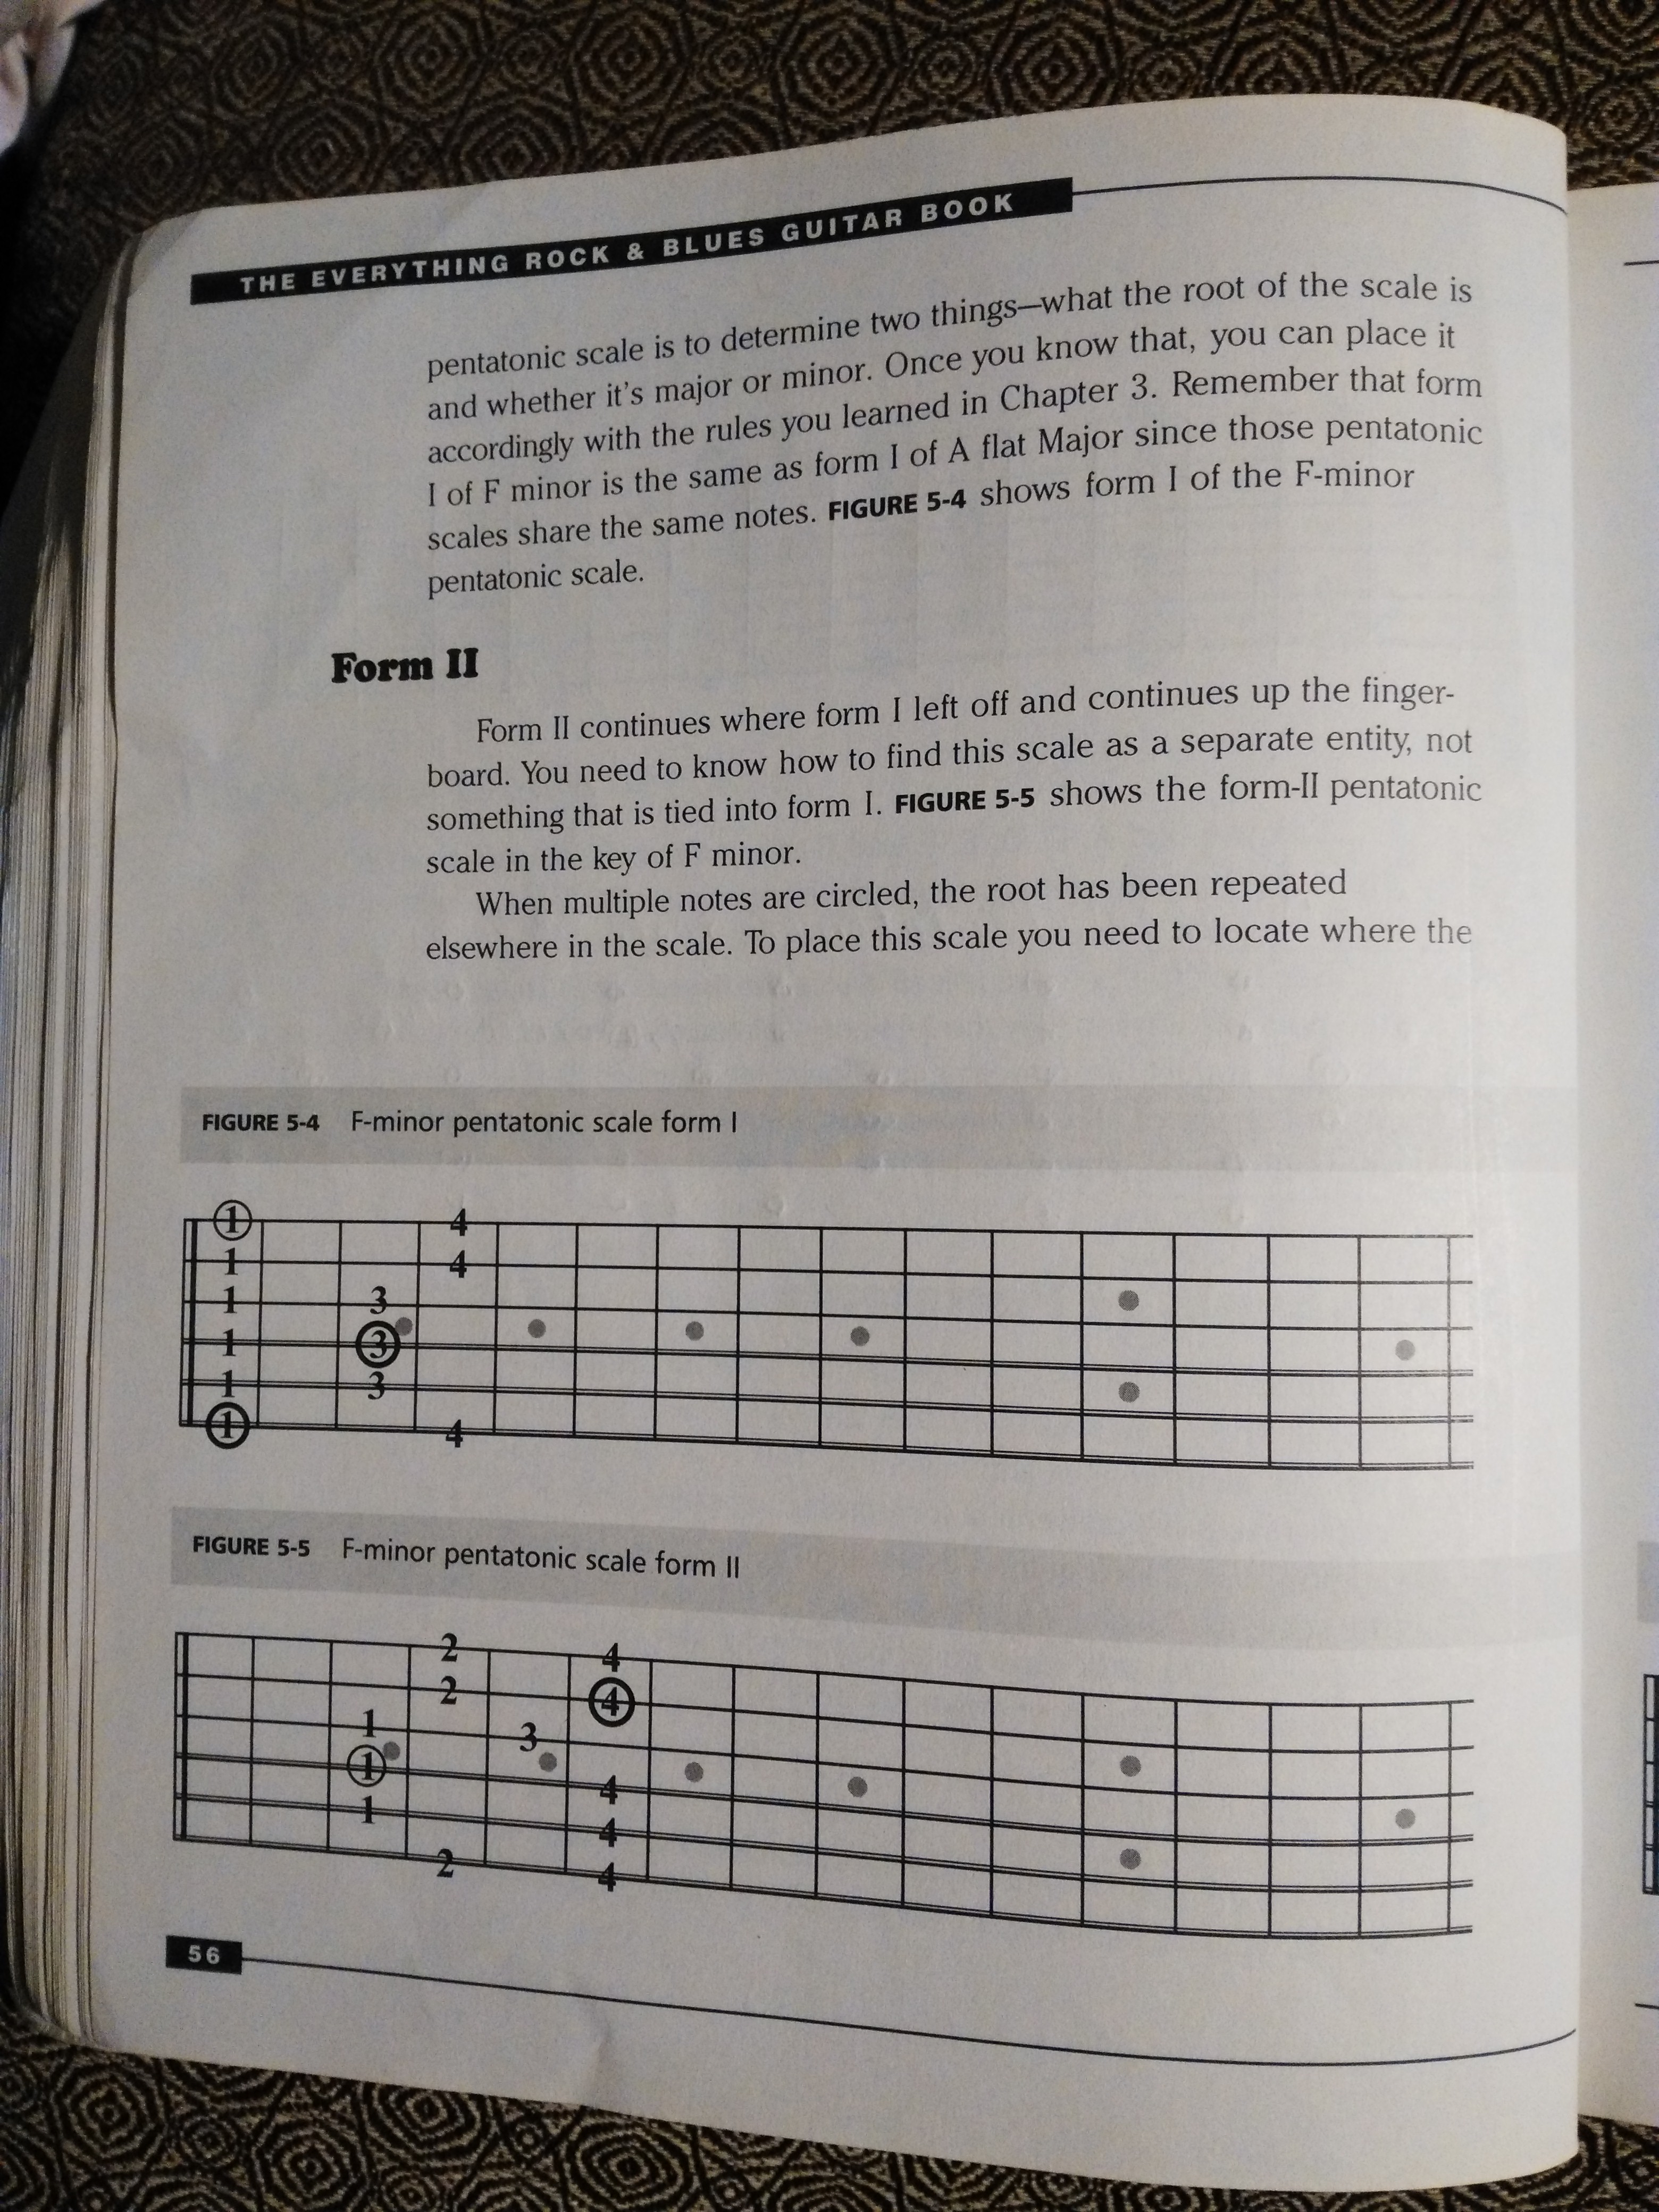 THE EVERYTHING ROCK & BLUES GUITAR BOOK
pentatonic scale is to determine two things—what the root of the scale is
and whether it's major or minor. Once you know that, you can place it
accordingly with the rules you learned in Chapter 3. Remember that form
I of F minor is the same as form I of A flat Major since those pentatonic
scales share the same notes. FIGURE 5-4 shows form I of the F-minor
pentatonic scale.
Form II
Form II continues where form I left off and continues up the finger-
board. You need to know how to find this scale as a separate entity, not
something that is tied into form I. FIGURE 5-5 shows the form-II pentatonic
scale in the key of F minor.
When multiple notes are circled, the root has been repeated
elsewhere in the scale. To place this scale you need to locate where the
FIGURE 5-4 F-minor pentatonic scale form I
1 4
1 4
1 3
1 3
1 3
1 4
FIGURE 5-5 F-minor pentatonic scale form II
2 4
2 4
1 3
1 4
1 4
2 4
56